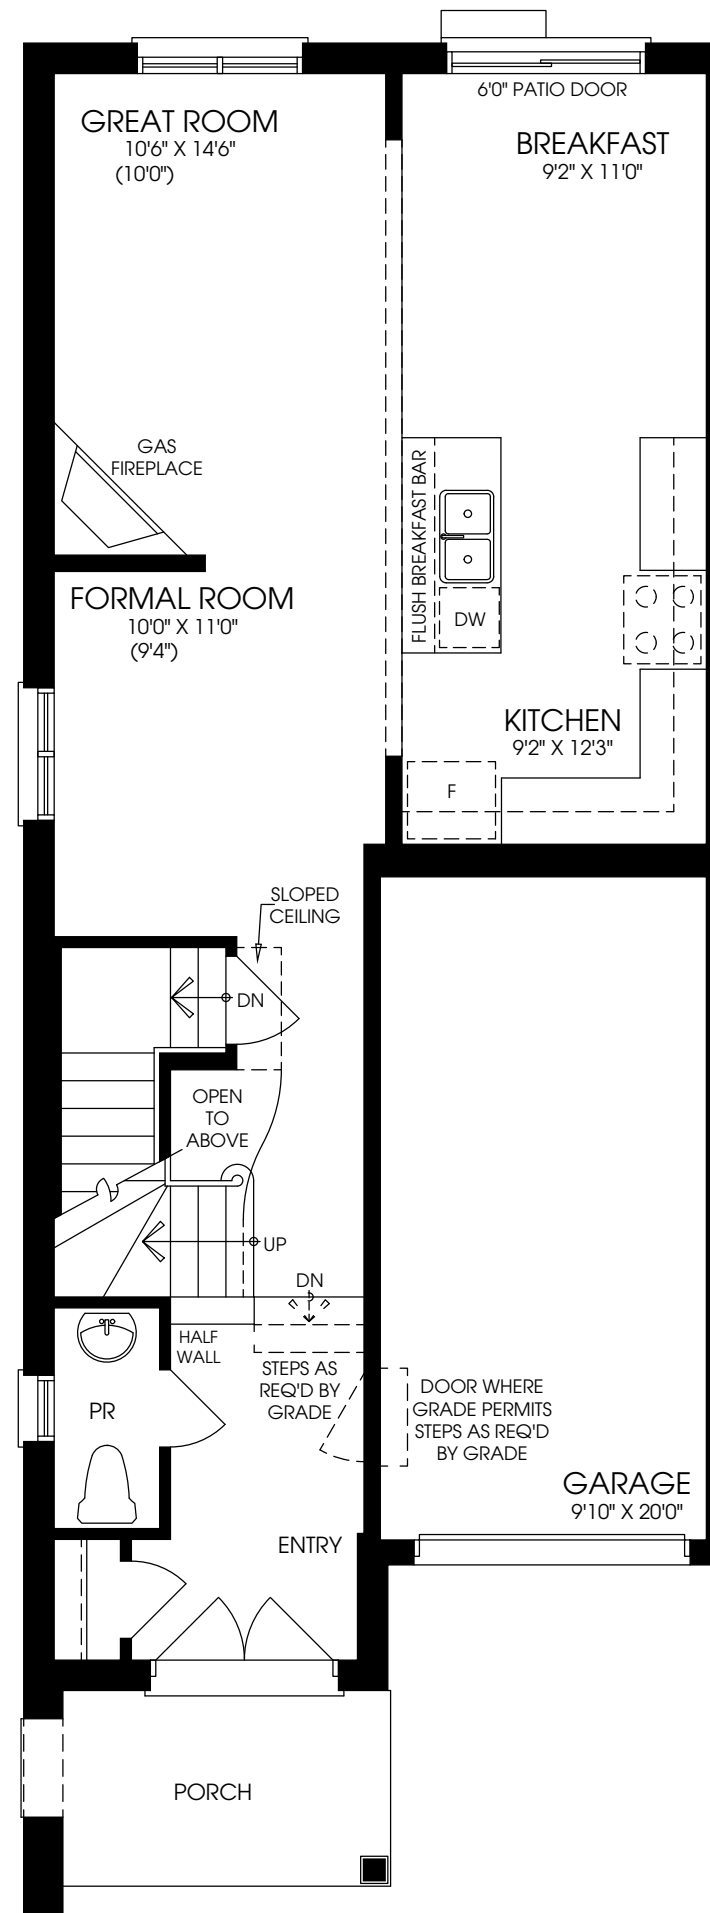 6'0" PATIO DOOR
GREAT ROOM
10'6" X 14'6"
(10'0")
BREAKFAST
9'2" X 11'0"
GAS
FIREPLACE
FLUSH BREAKFAST BAR
DW
FORMAL ROOM
10'0" X 11'0"
(9'4")
KITCHEN
9'2" X 12'3"
F
SLOPED
CEILING
DN
OPEN
TO
ABOVE
UP
DN
HALF
WALL
STEPS AS
REQ'D BY
GRADE
PR
DOOR WHERE
GRADE PERMITS
STEPS AS REQ'D
BY GRADE
GARAGE
9'10" X 20'0"
ENTRY
PORCH